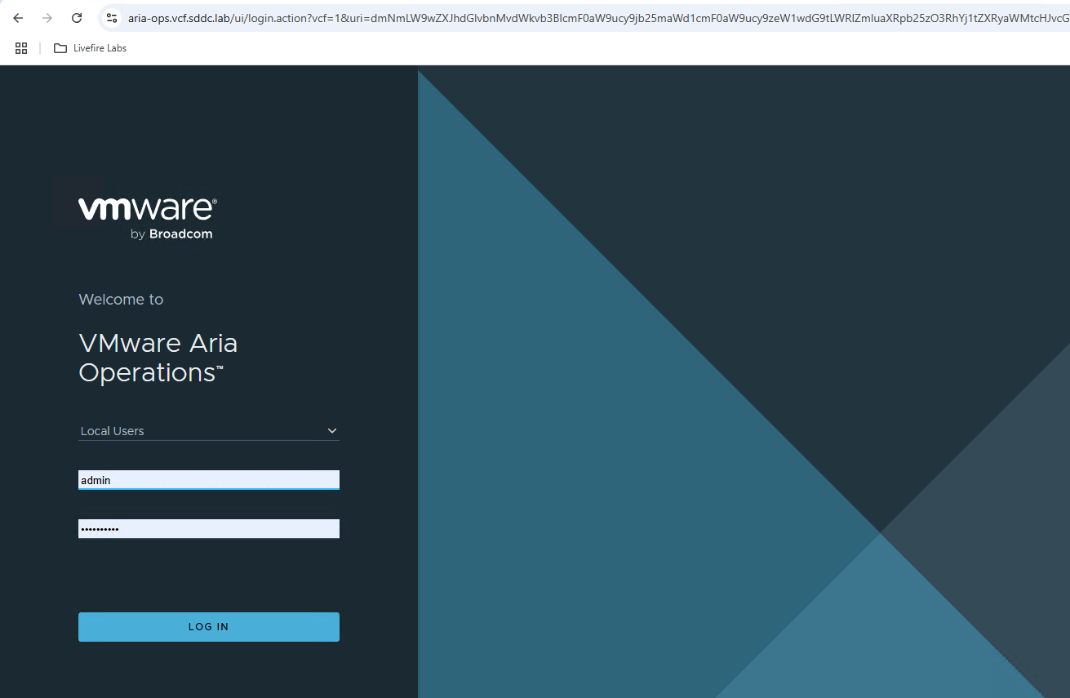 aria-ops.vcf.sddc.lab/ui/login.action?vcf=1&uri=dmNmLW9wZXJhdGlvbnMvdWkvb3BlcmF0aW9ucy9jb25maWd1cmF0aW9ucy9zeW1wdG9tLWRlZmluaXRpb25zO3RhYj1tZXRyaWMtcHJvcG
Livefire Labs
vmware®
by Broadcom
Welcome to
VMware Aria
Operations™
Local Users
admin
••••••••••
LOG IN